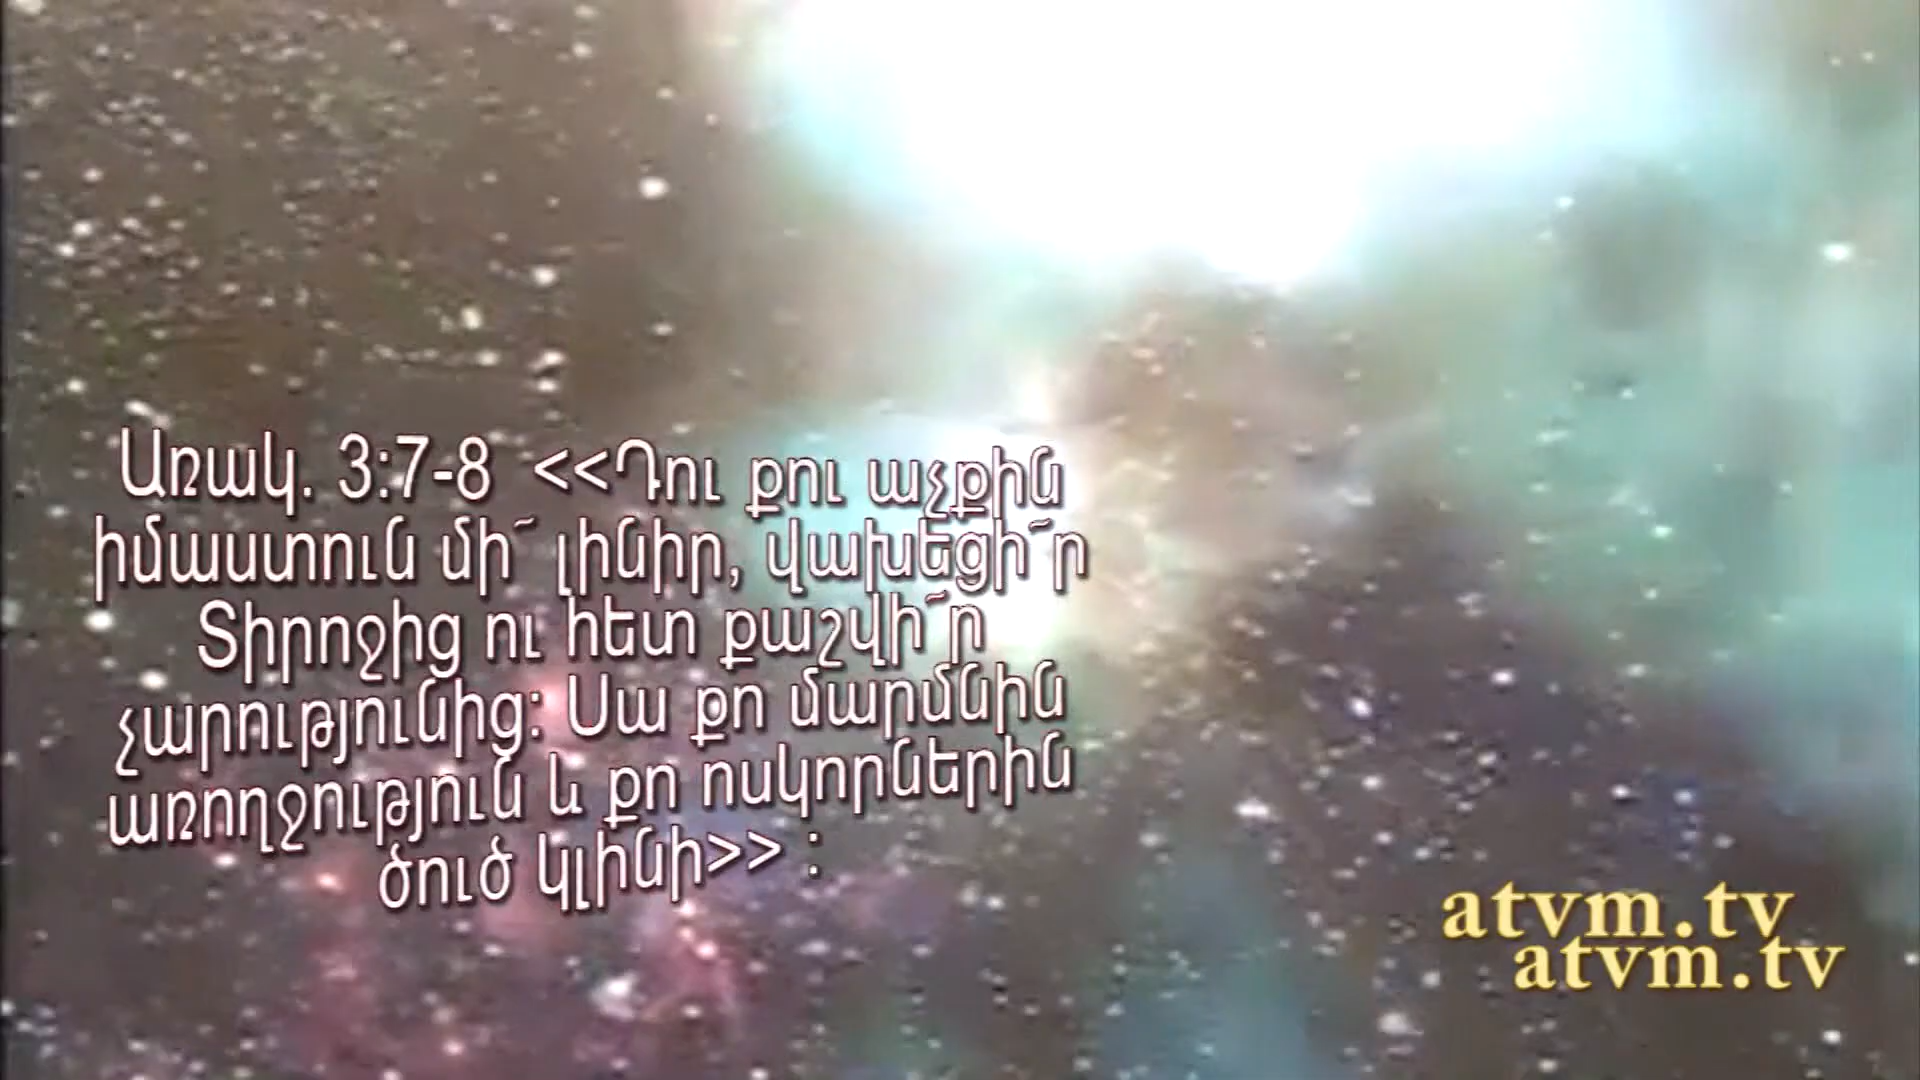 Առակ. 3:7-8 <<Դու քու աչքին
իմաստուն մի՜ լինիր, վախեցի՜ր
Տիրոջից ու հետ քաշվի՜ր
չարությունից: Սա քո մարմնին
առողջություն և քո ոսկորներին
ծուծ կլինի>> :
atvm.tv
atvm.tv